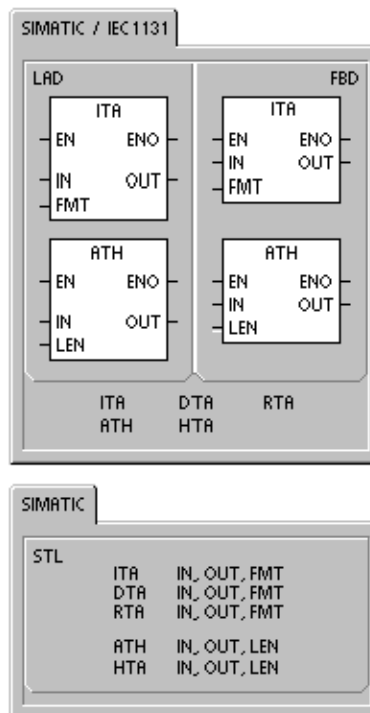 SIMATIC / IEC1131
LAD
FBD
ITA
EN ENO
IN OUT
FMT
ITA
EN ENO
IN OUT
FMT
ATH
EN ENO
IN OUT
LEN
ATH
EN ENO
IN OUT
LEN
ITA DTA RTA
ATH HTA
SIMATIC
STL
ITA IN, OUT, FMT
DTA IN, OUT, FMT
RTA IN, OUT, FMT
ATH IN, OUT, LEN
HTA IN, OUT, LEN